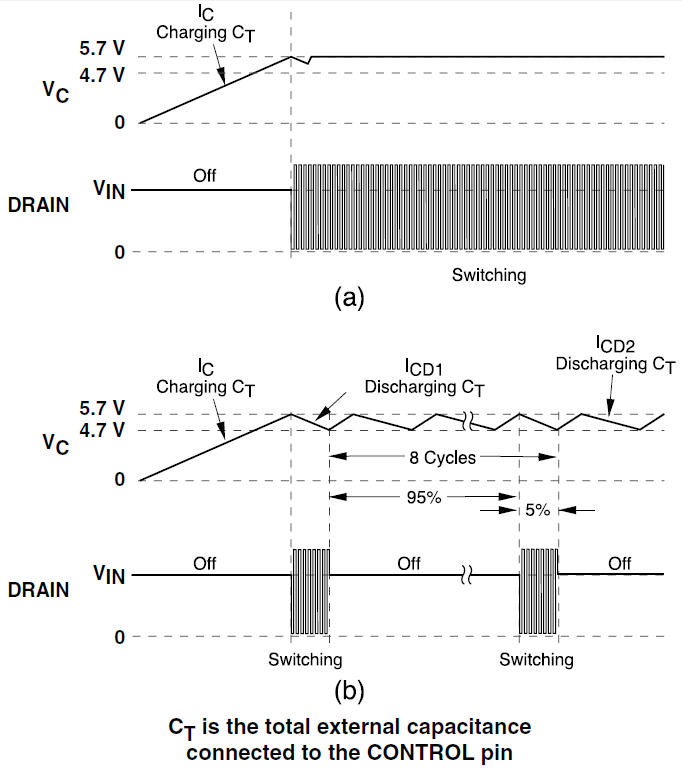 IC
Charging CT
5.7 V
4.7 V
VC
0
Off
VIN
DRAIN
0
Switching
(a)
IC
Charging CT
ICD1
Discharging CT
ICD2
Discharging CT
5.7 V
4.7 V
VC
8 Cycles
0
95%
5%
Off
Off
Off
VIN
DRAIN
0
Switching
Switching
(b)
CT is the total external capacitance
connected to the CONTROL pin